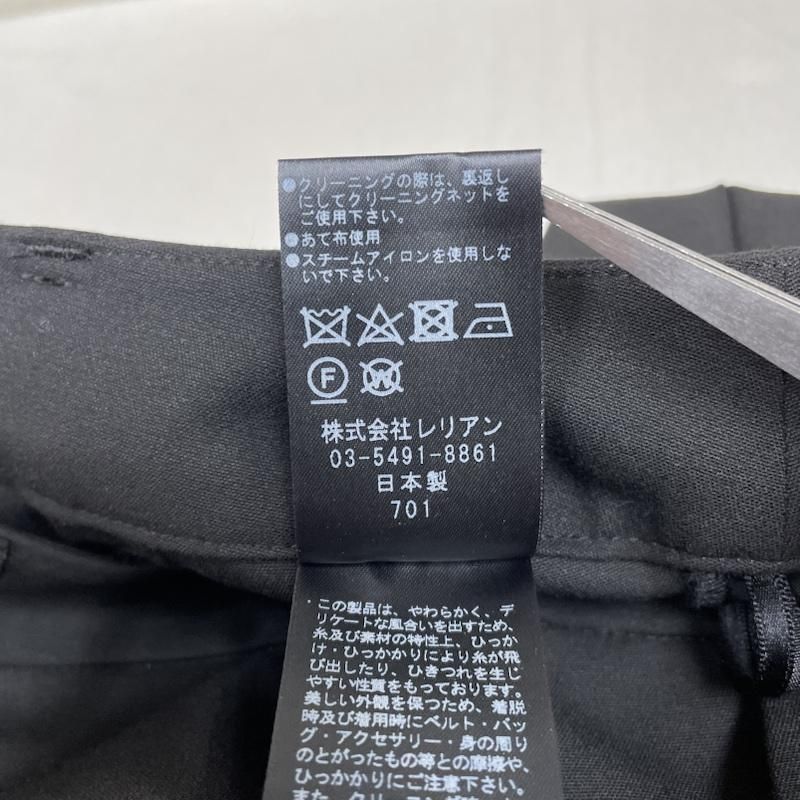 ●クリーニングの際は、裏返し
にしてクリーニングネットを
ご使用下さい。
●あて布使用
●スチームアイロンを使用しな
いで下さい。
F W
株式会社レリアン
03-5491-8861
日本製
701
・この製品は、やわらかく、デ
リケートな風合いを出すため、
糸及び素材の特性上、ひっか
け・ひっかかりにより糸が飛
び出したり、ひきつれを生じ
やすい性質をもっております。
美しい外観を保つため、着脱
時及び着用時にベルト・バッ
グ・アクセサリー・身の周り
のとがったもの等との摩擦や、
ひっかかりにご注意下さい。
また、クリーニング